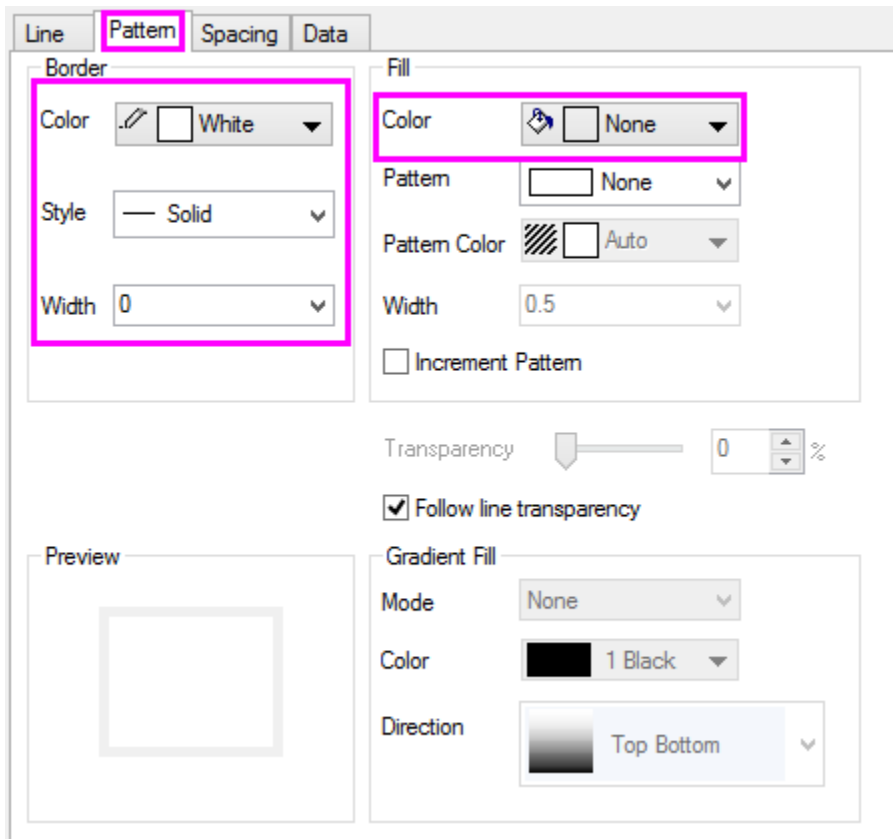 Line Pattern Spacing Data
Border
Color White
Style Solid
Width 0
Fill
Color None
Pattern None
Pattern Color Auto
Width 0.5
Increment Pattern
Transparency 0 %
Follow line transparency
Preview
Gradient Fill
Mode None
Color 1 Black
Direction Top Bottom